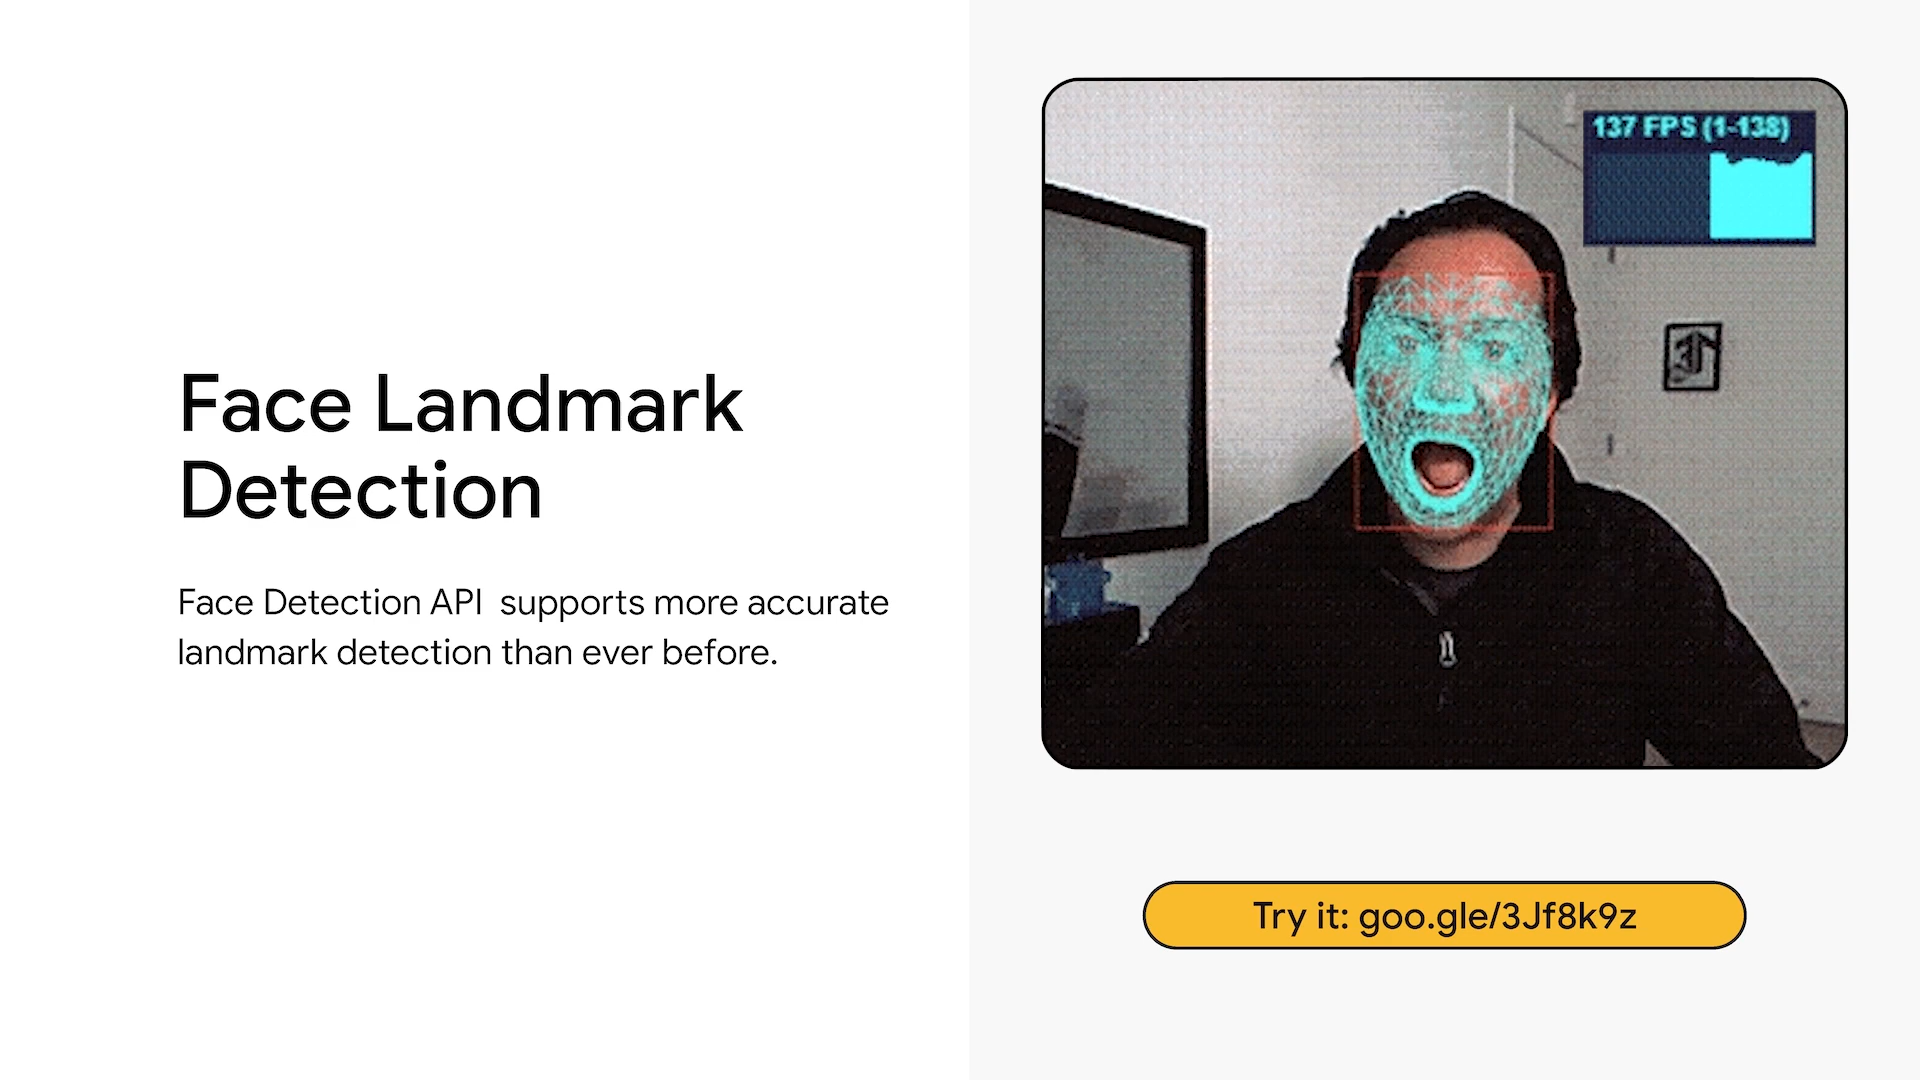 Face Landmark
Detection
Face Detection API  supports more accurate
landmark detection than ever before.
137 FPS (1-138)
Try it: goo.gle/3Jf8k9z